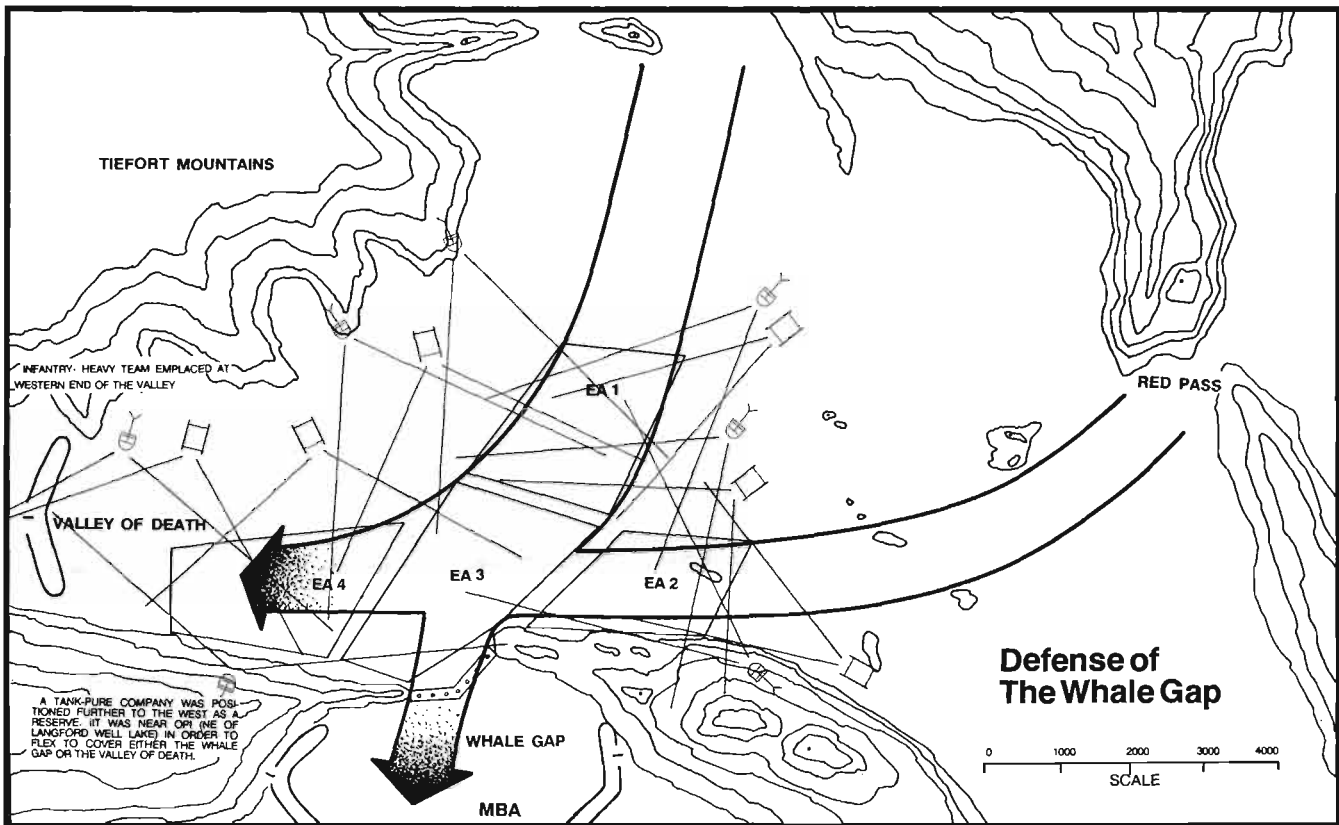 TIEFORT MOUNTAINS
INFANTRY- HEAVY TEAM EMPLACED AT
WESTERN END OF THE VALLEY
EA 1
RED PASS
VALLEY OF DEATH
EA 4
EA 3
EA 2
Defense of
The Whale Gap
A TANK-PURE COMPANY WAS POSI-
TIONED FURTHER TO THE WEST AS A
RESERVE. IIT WAS NEAR OPI (NE OF
LANGFORD WELL LAKE) IN ORDER TO
FLEX TO COVER EITHER THE WHALE
GAP OR THE VALLEY OF DEATH.
WHALE GAP
0 1000 2000 3000 4000
SCALE
MBA